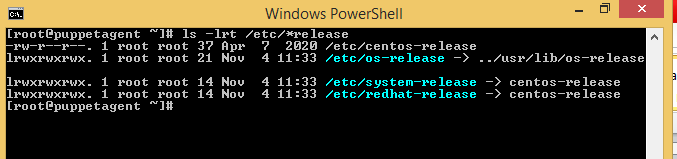 Windows PowerShell
[root@puppetagent ~]# ls -lrt /etc/*release
-rw-r--r--. 1 root root 37 Apr  7  2020 /etc/centos-release
lrwxrwxrwx. 1 root root 21 Nov  4 11:33 /etc/os-release -> ../usr/lib/os-release
lrwxrwxrwx. 1 root root 14 Nov  4 11:33 /etc/system-release -> centos-release
lrwxrwxrwx. 1 root root 14 Nov  4 11:33 /etc/redhat-release -> centos-release
[root@puppetagent ~]#